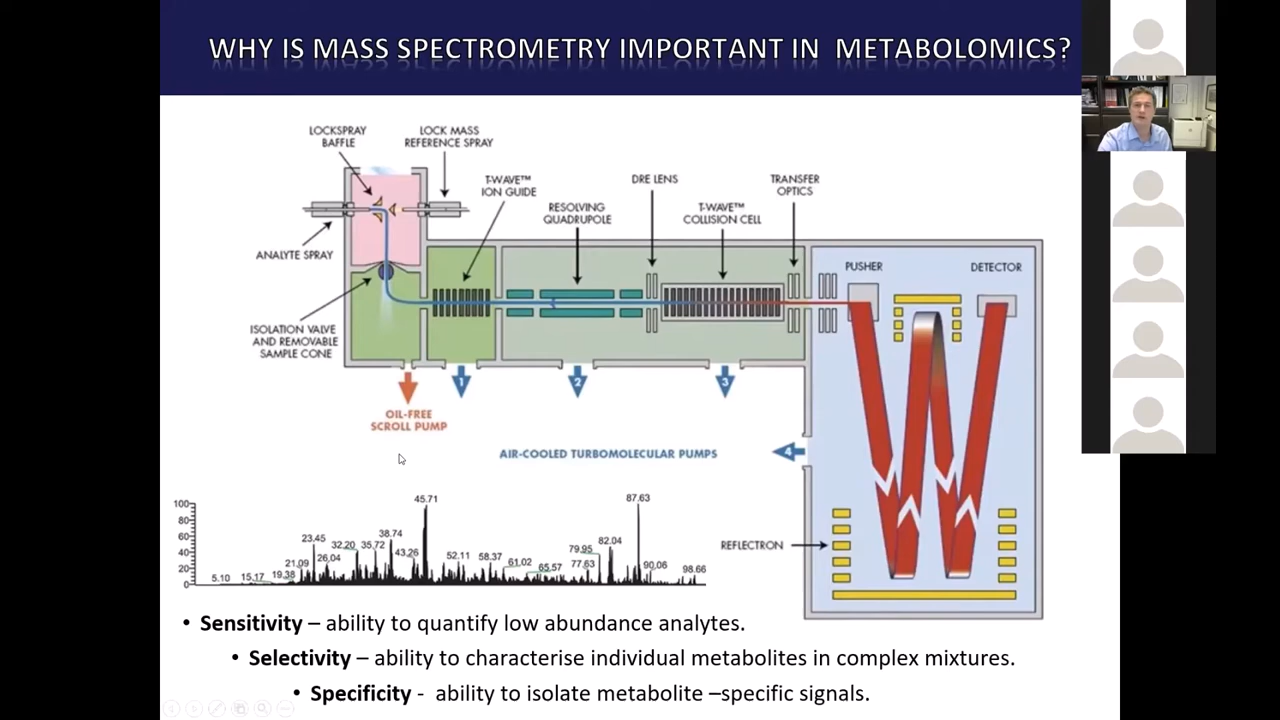 WHY IS MASS SPECTROMETRY IMPORTANT IN METABOLOMICS?
LOCKSPRAY
BAFFLE
LOCK MASS
REFERENCE SPRAY
T-WAVE™
ION GUIDE
RESOLVING
QUADRUPOLE
DRE LENS
T-WAVE™
COLLISION CELL
TRANSFER
OPTICS
ANALYTE SPRAY
PUSHER
DETECTOR
ISOLATION VALVE
AND REMOVABLE
SAMPLE CONE
1
2
3
OIL-FREE
SCROLL PUMP
AIR-COOLED TURBOMOLECULAR PUMPS
4
REFLECTRON
100
80
60
40
20
0
5.10
15.17
19.38
21.09
23.45
26.04
32.20
35.72
38.74
43.26
45.71
52.11
58.37
61.02
65.57
79.95
77.63
82.04
87.63
90.06
98.66
• Sensitivity – ability to quantify low abundance analytes.
• Selectivity – ability to characterise individual metabolites in complex mixtures.
• Specificity - ability to isolate metabolite –specific signals.